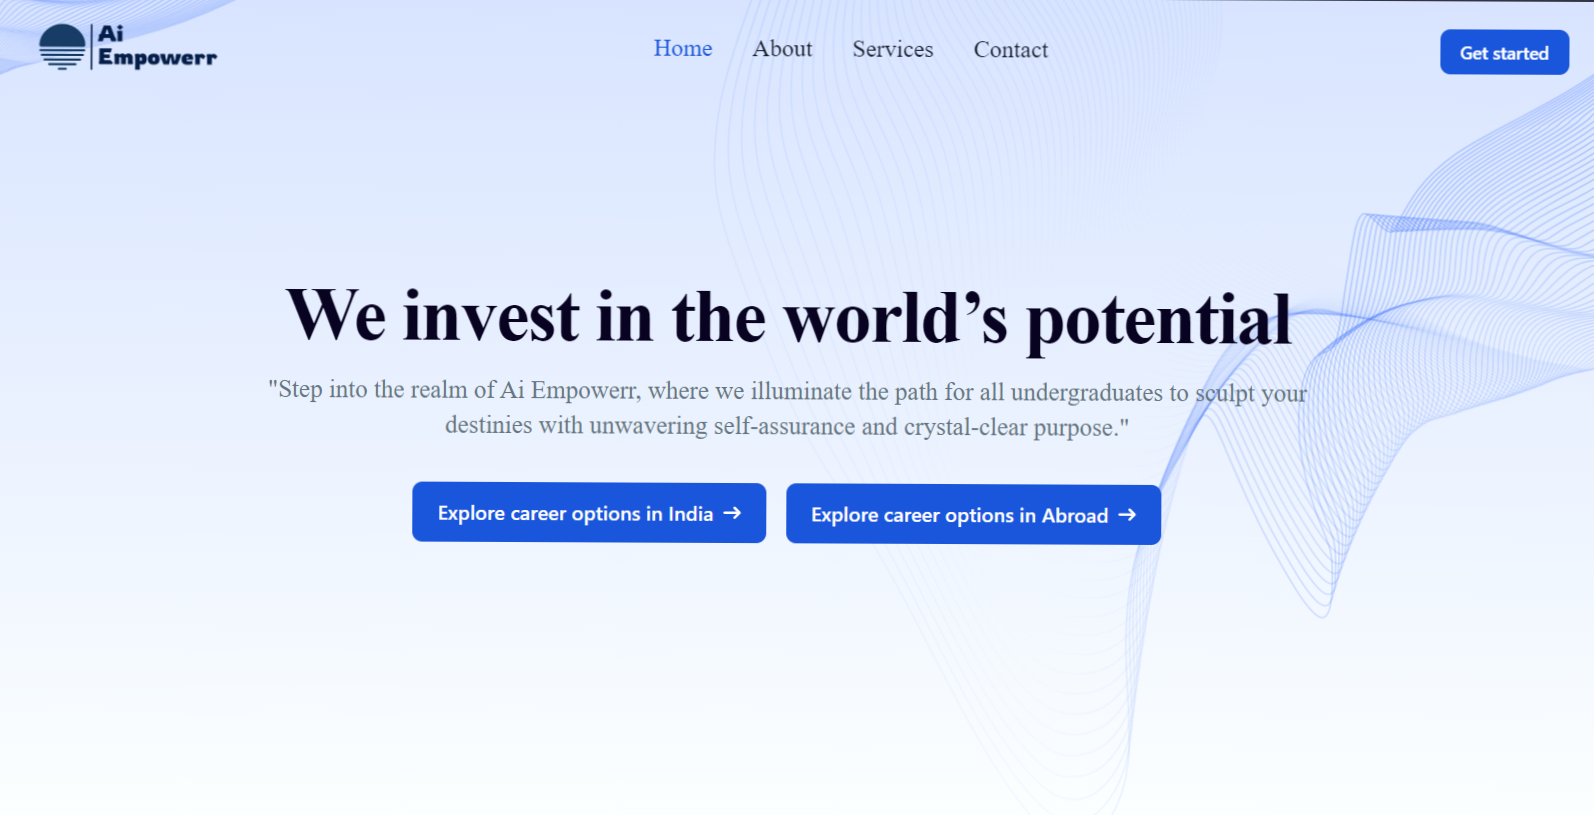 Ai
Empowerr
Home About Services Contact
Get started
We invest in the world’s potential
"Step into the realm of Ai Empowerr, where we illuminate the path for all undergraduates to sculpt your
destinies with unwavering self-assurance and crystal-clear purpose."
Explore career options in India →
Explore career options in Abroad →